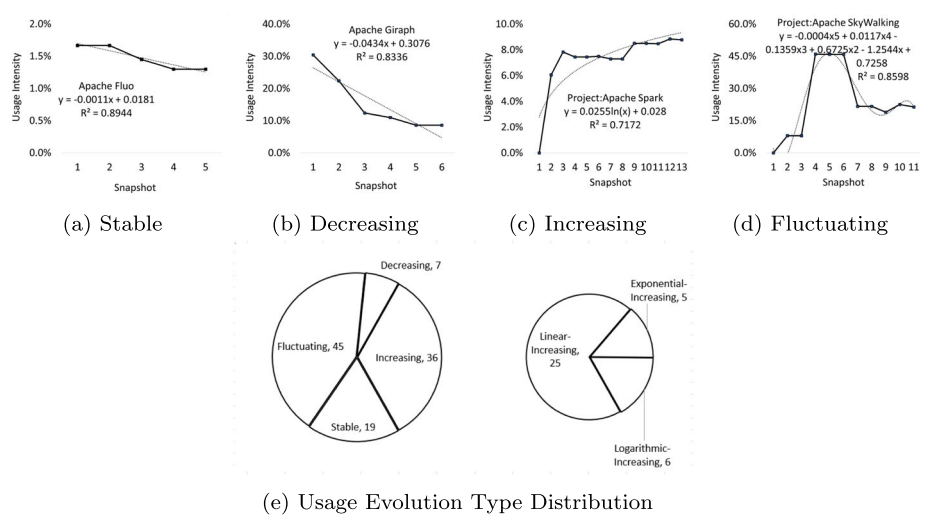 2.0%
1.5%
1.0%
0.5%
0.0%
Usage Intensity
Apache Fluo
y = -0.0011x + 0.0181
R² = 0.8944
1 2 3 4 5
Snapshot
(a) Stable
40.0%
30.0%
20.0%
10.0%
0.0%
Usage Intensity
Apache Giraph
y = -0.0434x + 0.3076
R² = 0.8336
1 2 3 4 5 6
Snapshot
(b) Decreasing
10.0%
8.0%
6.0%
4.0%
2.0%
0.0%
Usage Intensity
Project:Apache Spark
y = 0.0255ln(x) + 0.028
R² = 0.7172
1 2 3 4 5 6 7 8 9 10 11 12 13
Snapshot
(c) Increasing
60.0%
45.0%
30.0%
15.0%
0.0%
Usage Intensity
Project:Apache SkyWalking
y = -0.0004x5 + 0.0117x4 -
0.1359x3 + 0.6725x2 - 1.2544x +
0.7258
R² = 0.8598
1 2 3 4 5 6 7 8 9 10 11
Snapshot
(d) Fluctuating
Decreasing, 7
Fluctuating, 45
Increasing, 36
Stable, 19
Exponential-
Increasing, 5
Linear-
Increasing,
25
Logarithmic-
Increasing, 6
(e) Usage Evolution Type Distribution